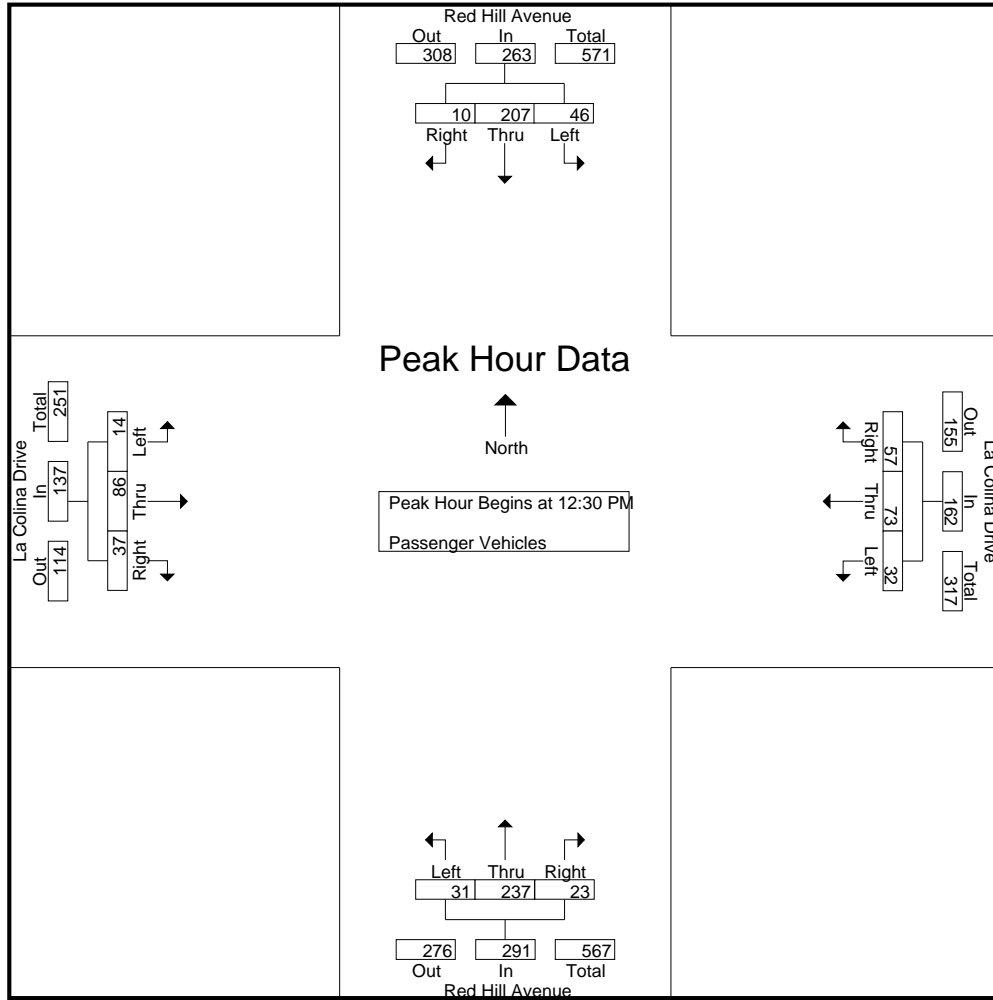 Red Hill Avenue
Out In Total
308 263 571
10 207 46
Right Thru Left
Peak Hour Data
North
Peak Hour Begins at 12:30 PM
Passenger Vehicles
La Colina Drive
Out In Total
114 137 251
37 86 14
Right Thru Left
La Colina Drive
Out In Total
155 162 317
57 73 32
Right Thru Left
Left Thru Right
31 237 23
276 291 567
Out In Total
Red Hill Avenue